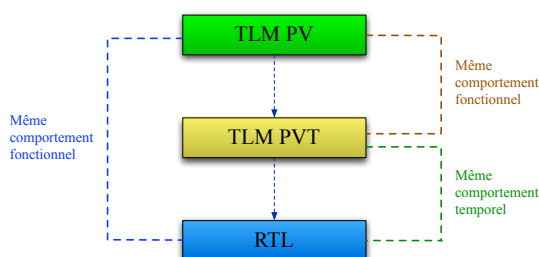 TLM PV
Même
comportement
fonctionnel
Même
comportement
fonctionnel
TLM PVT
Même
comportement
temporel
RTL